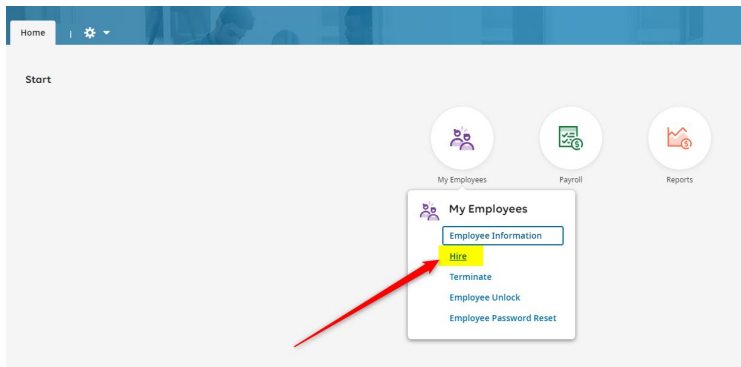 Home
Start
My Employees
Payroll
Reports
My Employees
Employee Information
Hire
Terminate
Employee Unlock
Employee Password Reset